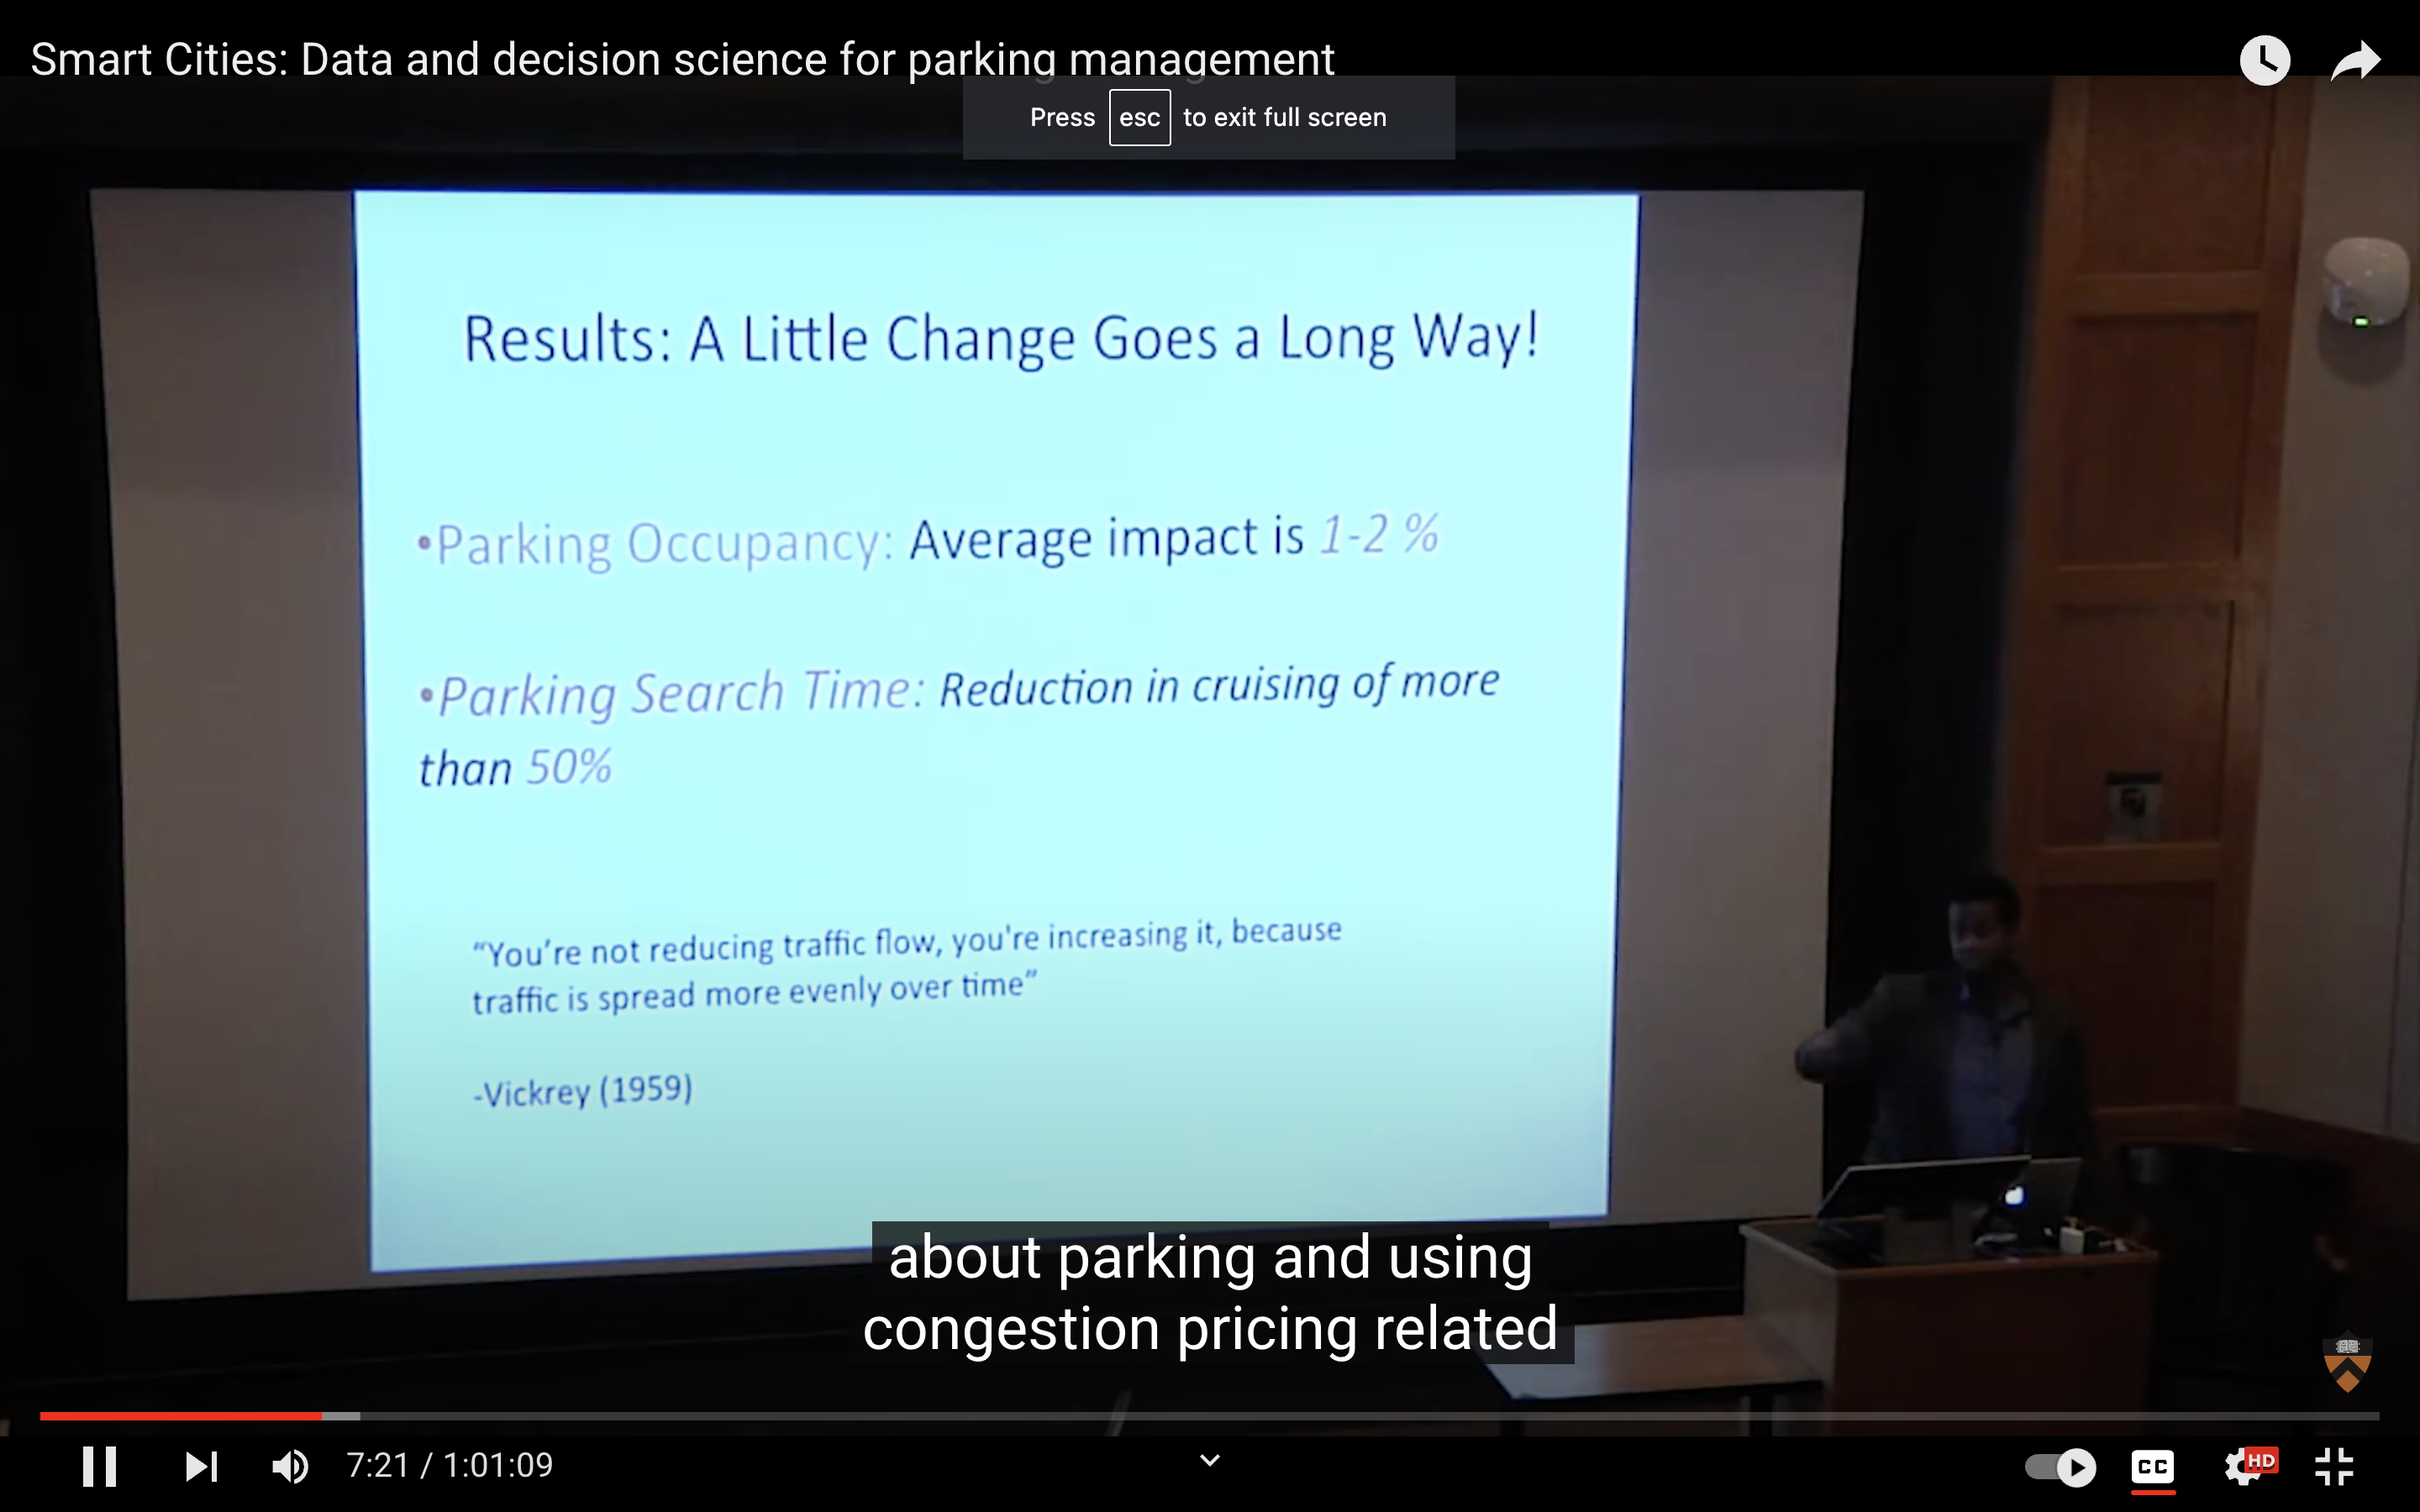 Smart Cities: Data and decision science for parking management
Press esc to exit full screen
Results: A Little Change Goes a Long Way!
•Parking Occupancy: Average impact is 1-2 %
•Parking Search Time: Reduction in cruising of more
than 50%
“You’re not reducing traffic flow, you're increasing it, because
traffic is spread more evenly over time”
-Vickrey (1959)
about parking and using
congestion pricing related
7:21 / 1:01:09
CC
HD